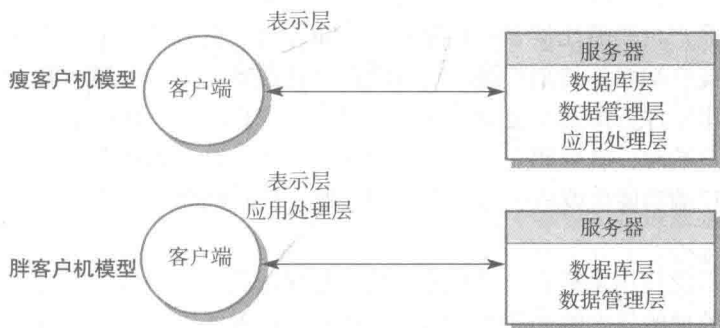 表示层
瘦客户机模型
客户端
服务器
数据库层
数据管理层
应用处理层
表示层
应用处理层
胖客户机模型
客户端
服务器
数据库层
数据管理层